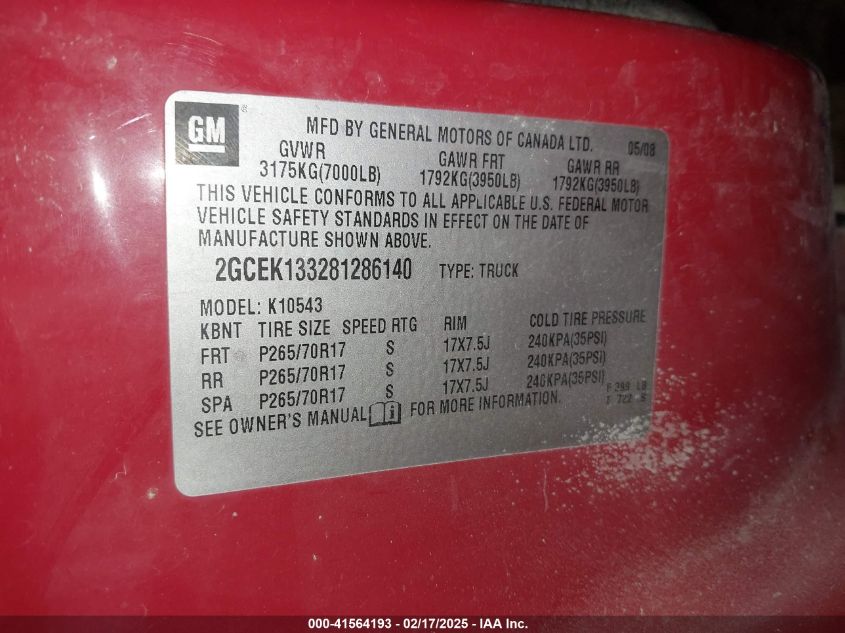 GM ®
MFD BY GENERAL MOTORS OF CANADA LTD. 05/08
GVWR GAWR FRT GAWR RR
3175KG(7000LB) 1792KG(3950LB) 1792KG(3950LB)
THIS VEHICLE CONFORMS TO ALL APPLICABLE U.S. FEDERAL MOTOR
VEHICLE SAFETY STANDARDS IN EFFECT ON THE DATE OF
MANUFACTURE SHOWN ABOVE.
2GCEK133281286140 TYPE: TRUCK
MODEL: K10543
KBNT TIRE SIZE SPEED RTG RIM COLD TIRE PRESSURE
FRT P265/70R17 S 17X7.5J 240KPA(35PSI)
RR P265/70R17 S 17X7.5J 240KPA(35PSI)
SPA P265/70R17 S 17X7.5J 240KPA(35PSI)
SEE OWNER'S MANUAL FOR MORE INFORMATION.
000-41564193 - 02/17/2025 - IAA Inc.